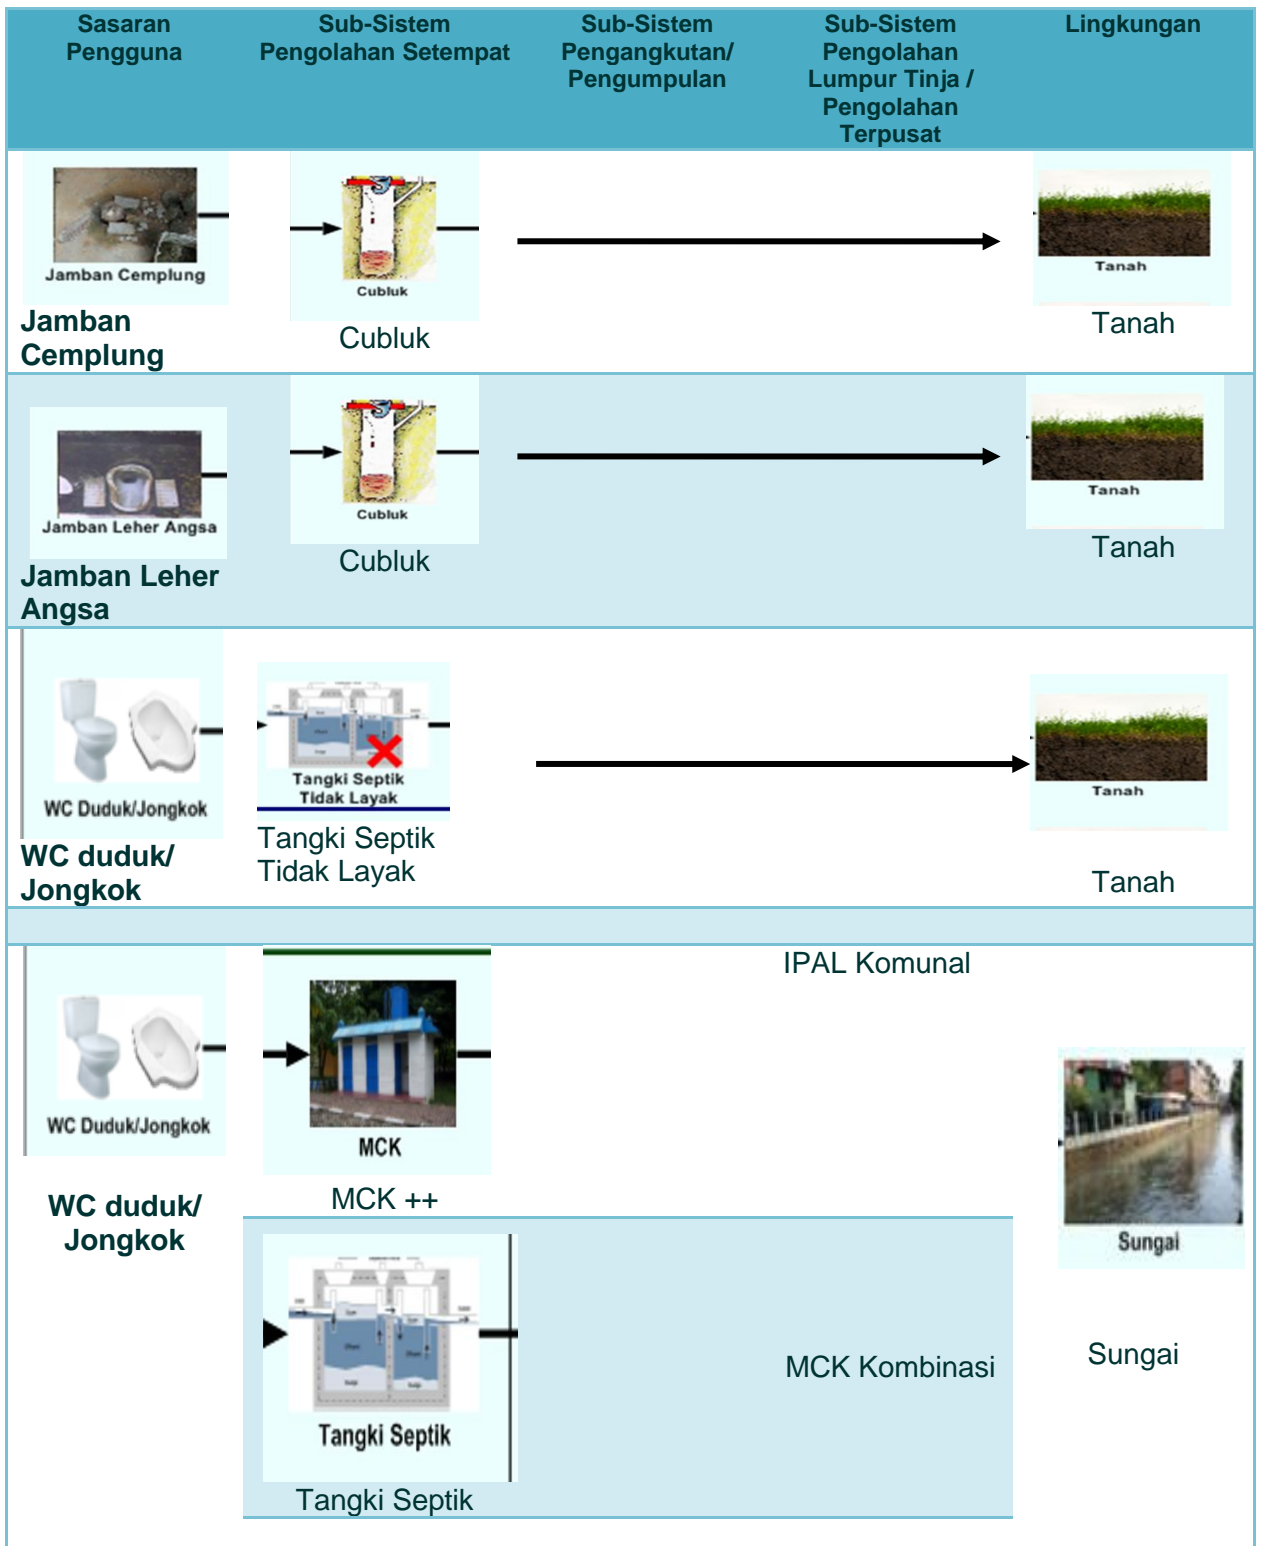 Sasaran
Pengguna
Sub-Sistem
Pengolahan Setempat
Sub-Sistem
Pengangkutan/
Pengumpulan
Sub-Sistem
Pengolahan
Lumpur Tinja /
Pengolahan
Terpusat
Lingkungan
Jamban Cemplung
Jamban
Cemplung
Cubluk
Cubluk
Tanah
Tanah
Jamban Leher Angsa
Jamban Leher
Angsa
Cubluk
Cubluk
Tanah
Tanah
WC Duduk/Jongkok
WC duduk/
Jongkok
Tangki Septik
Tidak Layak
Tangki Septik
Tidak Layak
Tanah
Tanah
WC Duduk/Jongkok
WC duduk/
Jongkok
MCK
MCK ++
IPAL Komunal
Tangki Septik
Tangki Septik
MCK Kombinasi
Sungai
Sungai